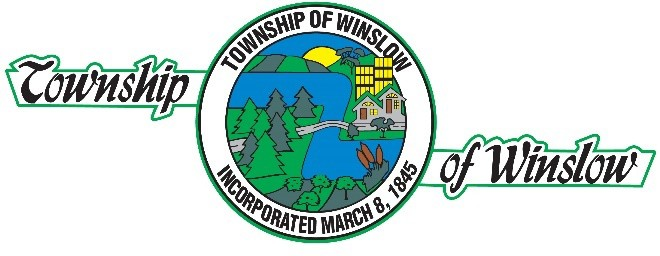 Township
TOWNSHIP OF WINSLOW
INCORPORATED MARCH 8, 1845
of Winslow